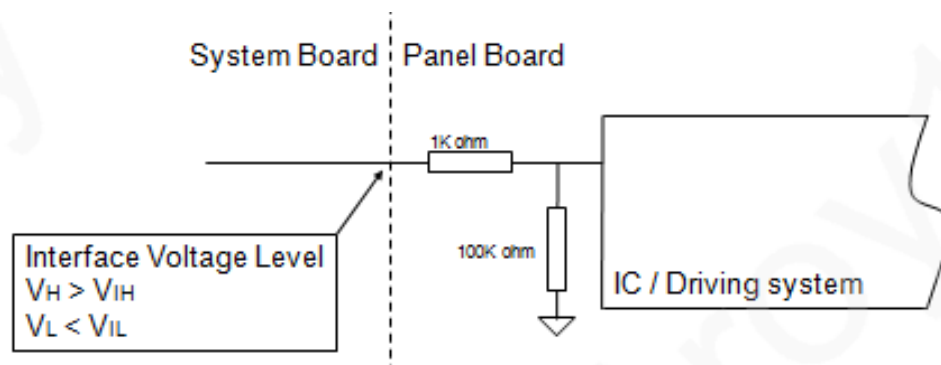 System Board
Panel Board
1K ohm
100K ohm
IC / Driving system
Interface Voltage Level
VH > VIH
VL < VIL